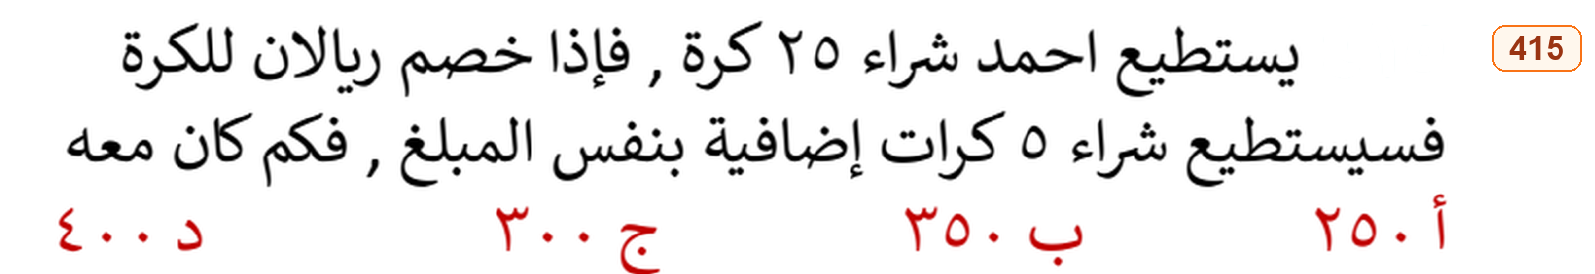 415
يستطيع احمد شراء ٢٥ كرة , فإذا خصم ريالان للكرة
فسيستطيع شراء ٥ كرات إضافية بنفس المبلغ , فكم كان معه
أ ٢٥٠ ب ٣٥٠ ج ٣٠٠ د ٤٠٠